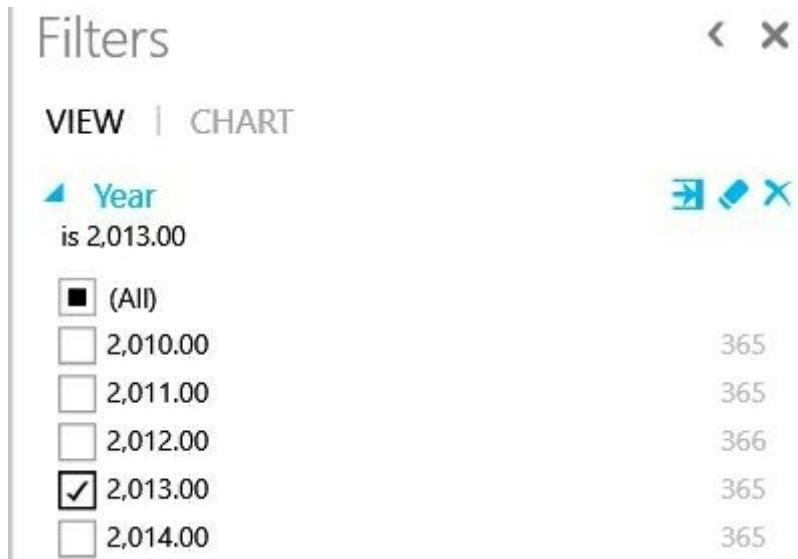 Filters
VIEW | CHART
Year
is 2,013.00
(All)
2,010.00 365
2,011.00 365
2,012.00 366
2,013.00 365
2,014.00 365